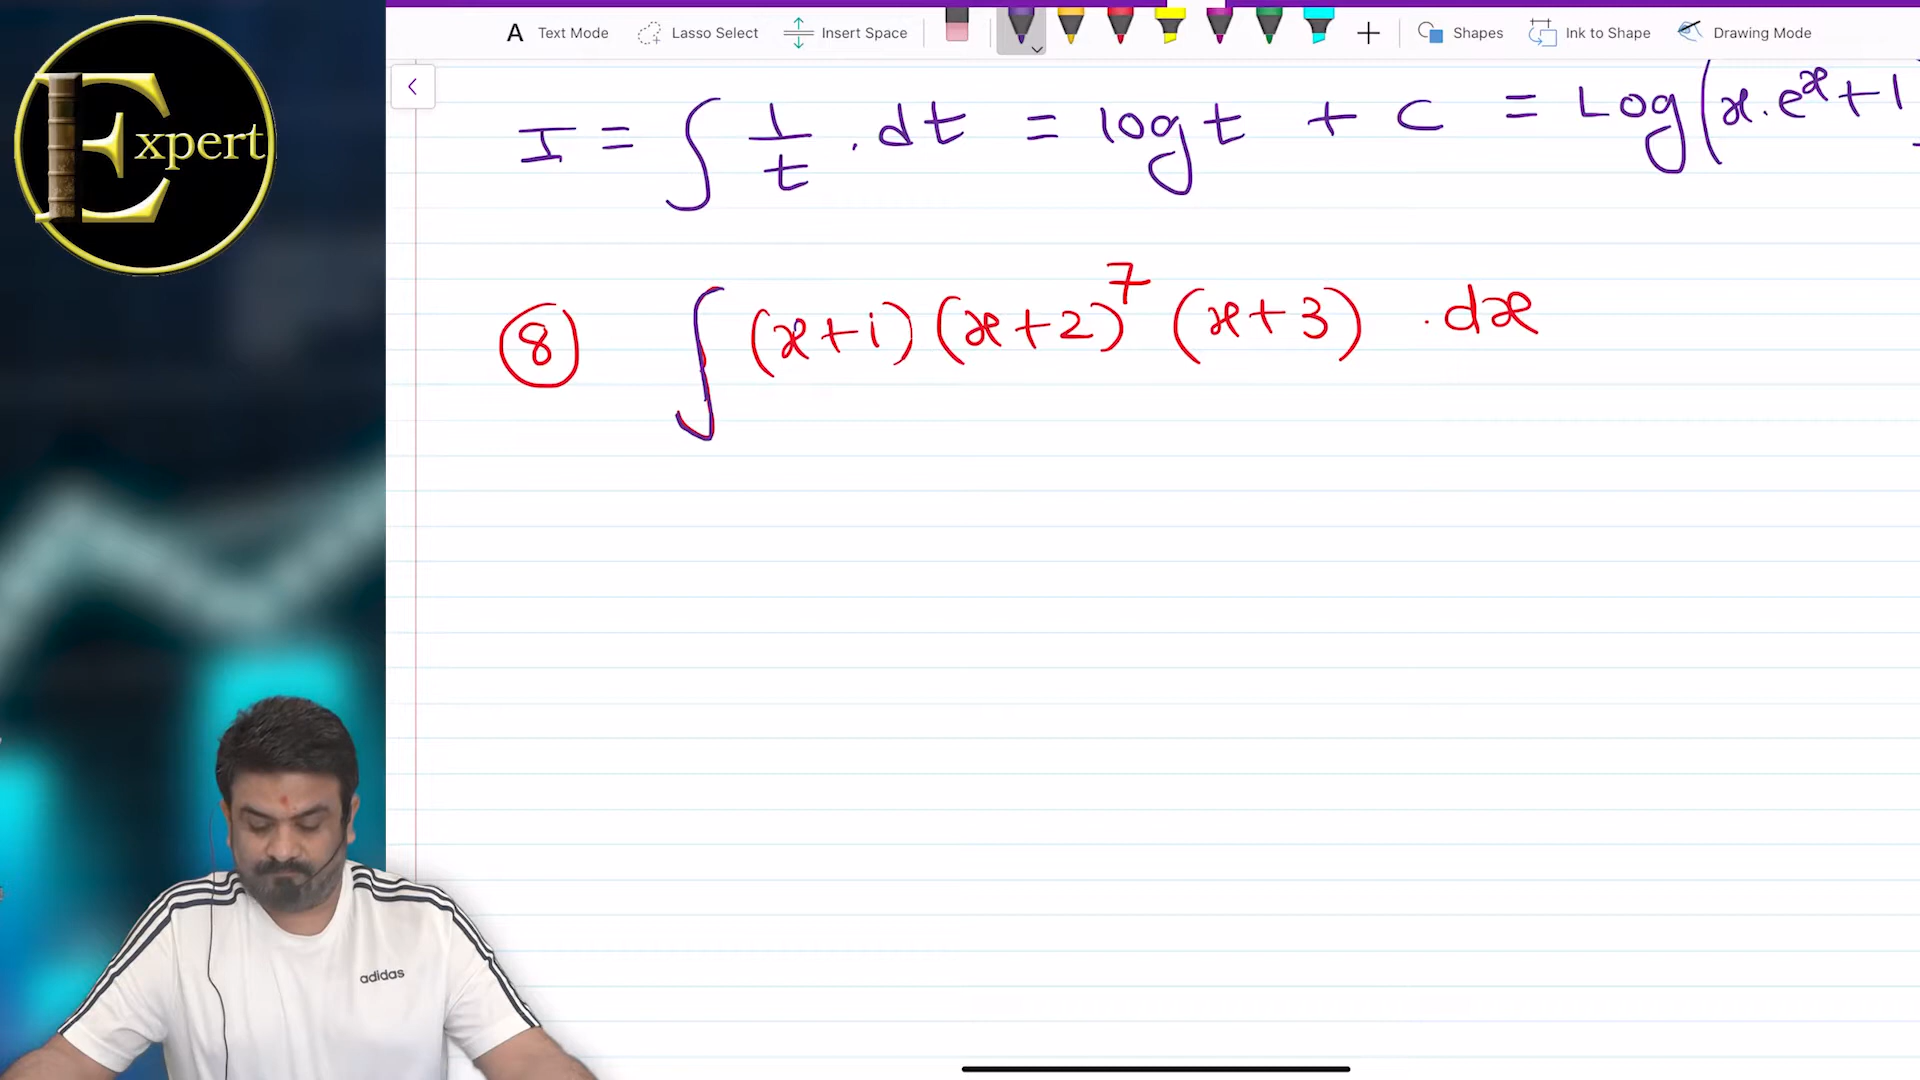 Expert
A Text Mode Lasso Select Insert Space Shapes Ink to Shape Drawing Mode
I = ∫ 1/t . dt = log t + C = Log(x.eˣ+1
⑧ ∫ (x+1) (x+2)⁷ (x+3) . dx
adidas